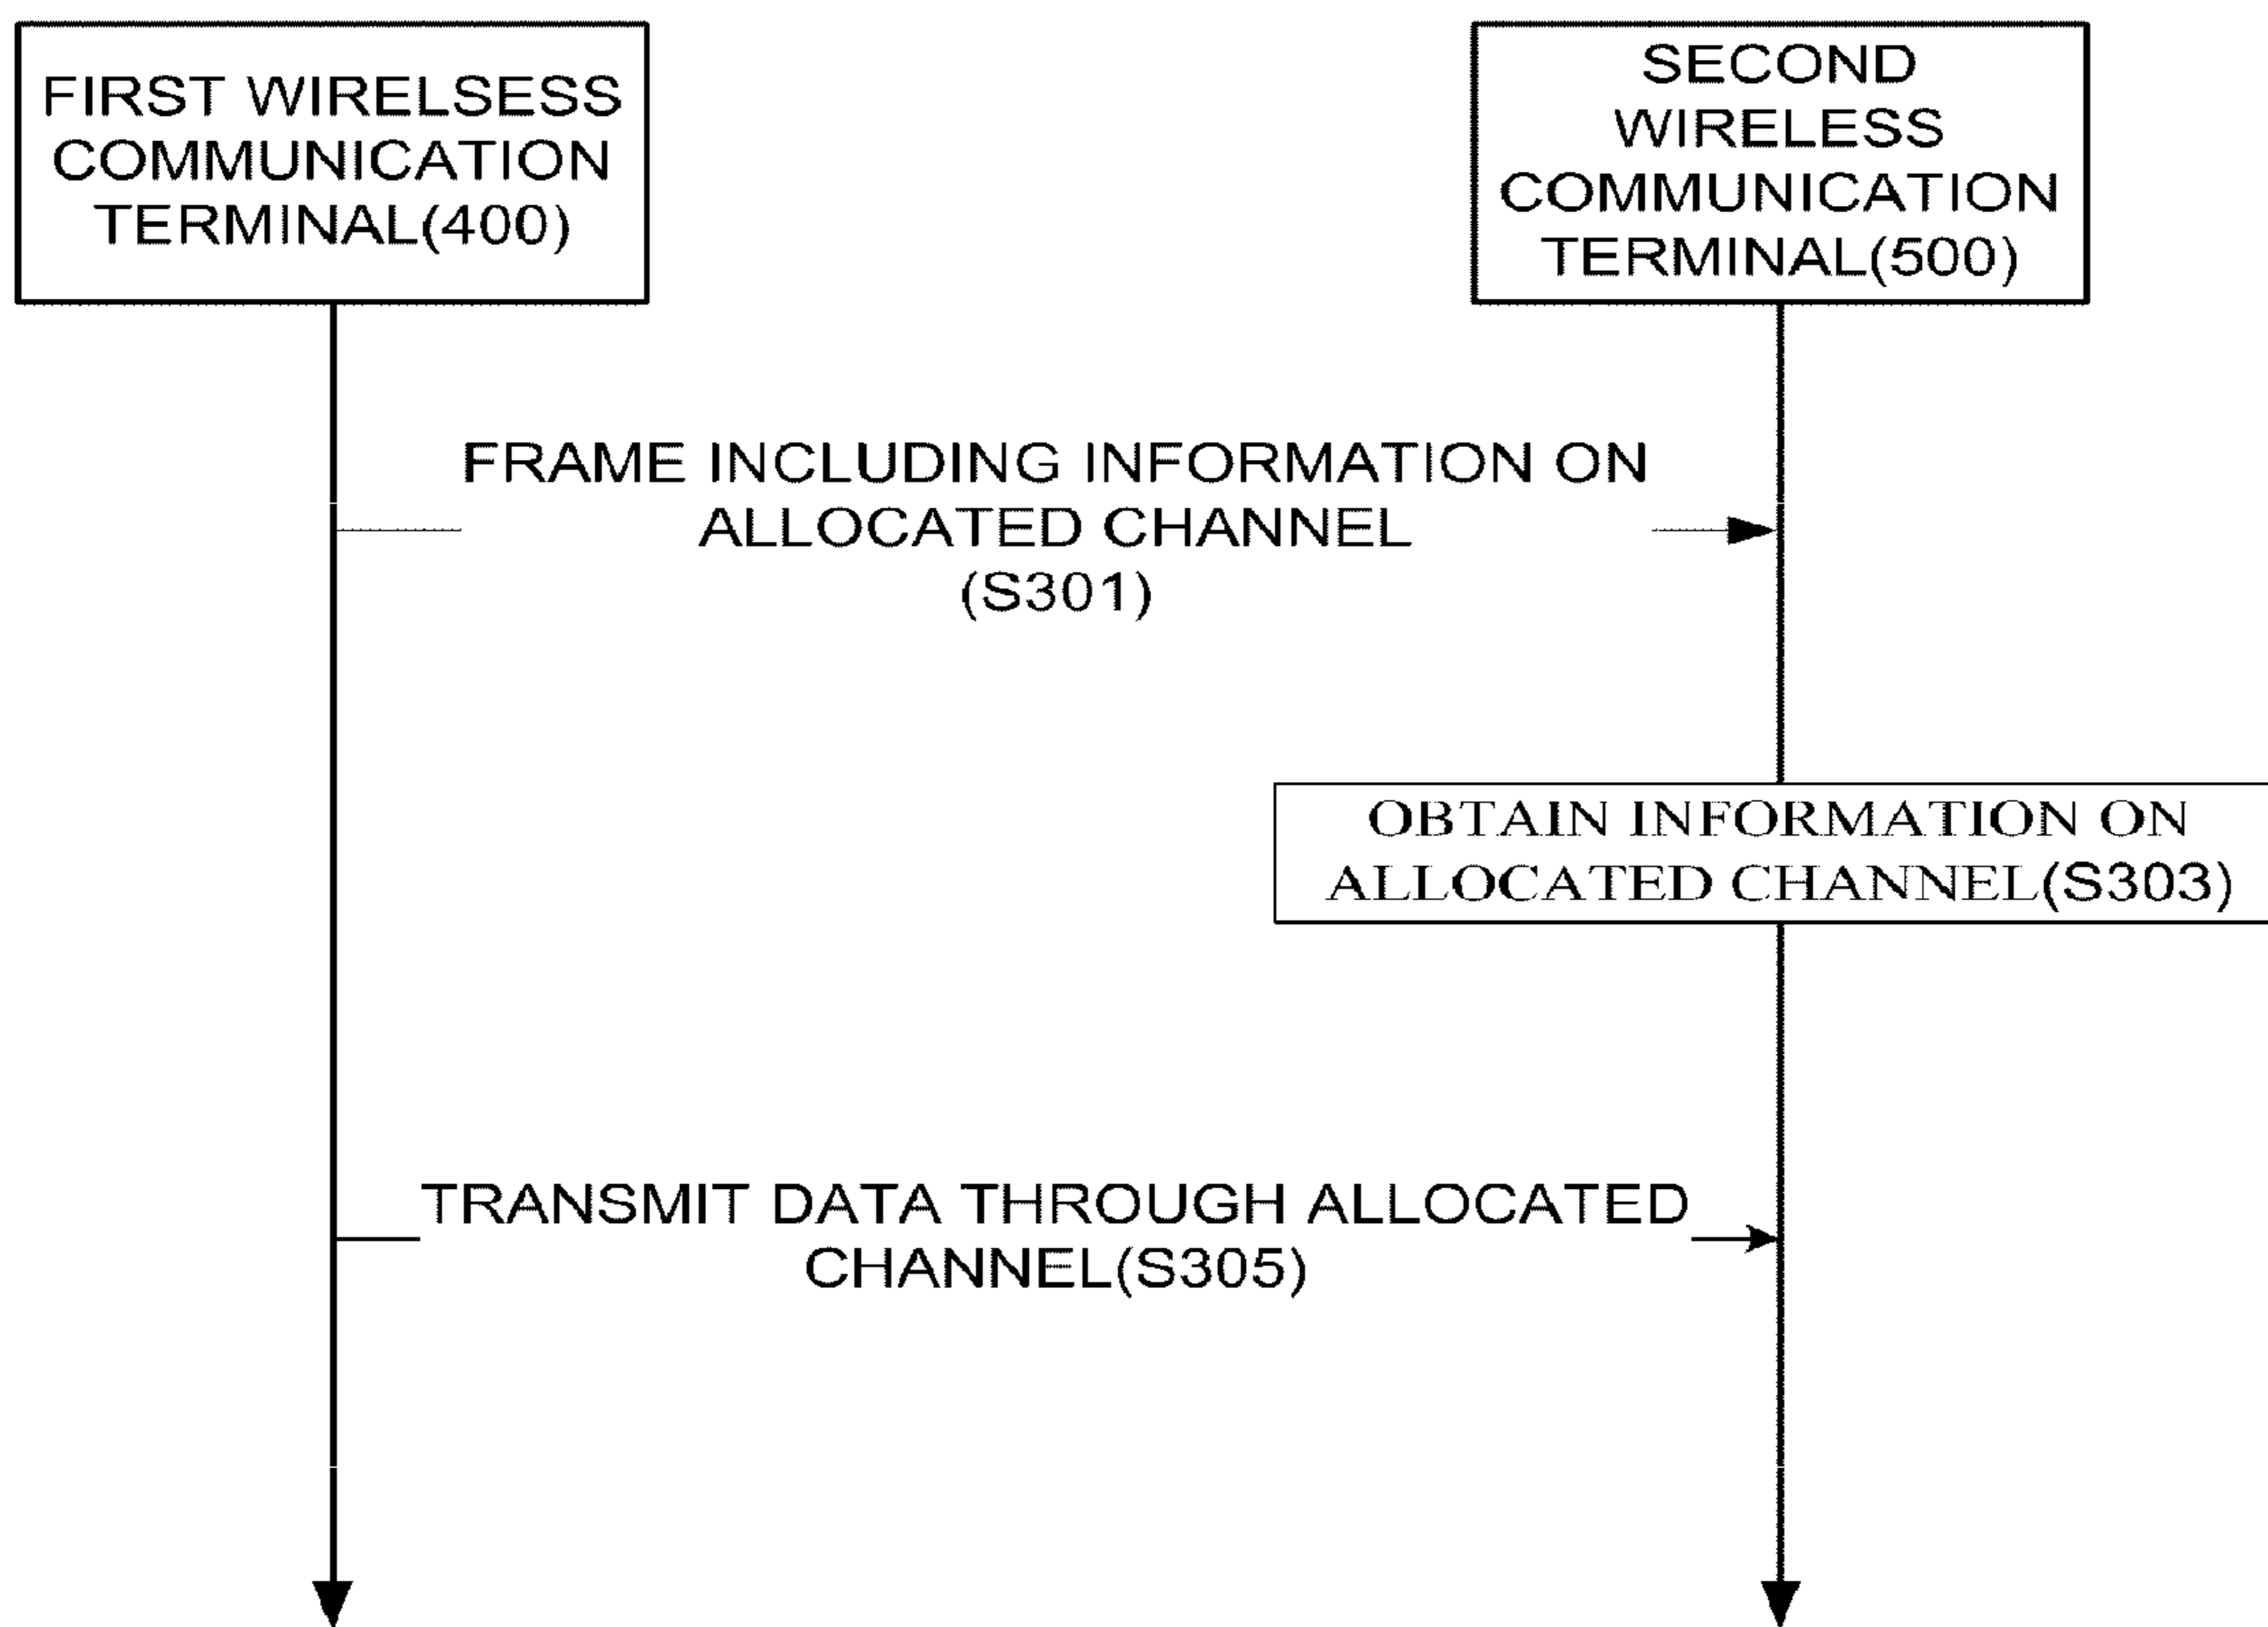 FIRST WIRELSESS
COMMUNICATION
TERMINAL(400)
SECOND
WIRELESS
COMMUNICATION
TERMINAL(500)
FRAME INCLUDING INFORMATION ON
ALLOCATED CHANNEL
(S301)
OBTAIN INFORMATION ON
ALLOCATED CHANNEL(S303)
TRANSMIT DATA THROUGH ALLOCATED
CHANNEL(S305)